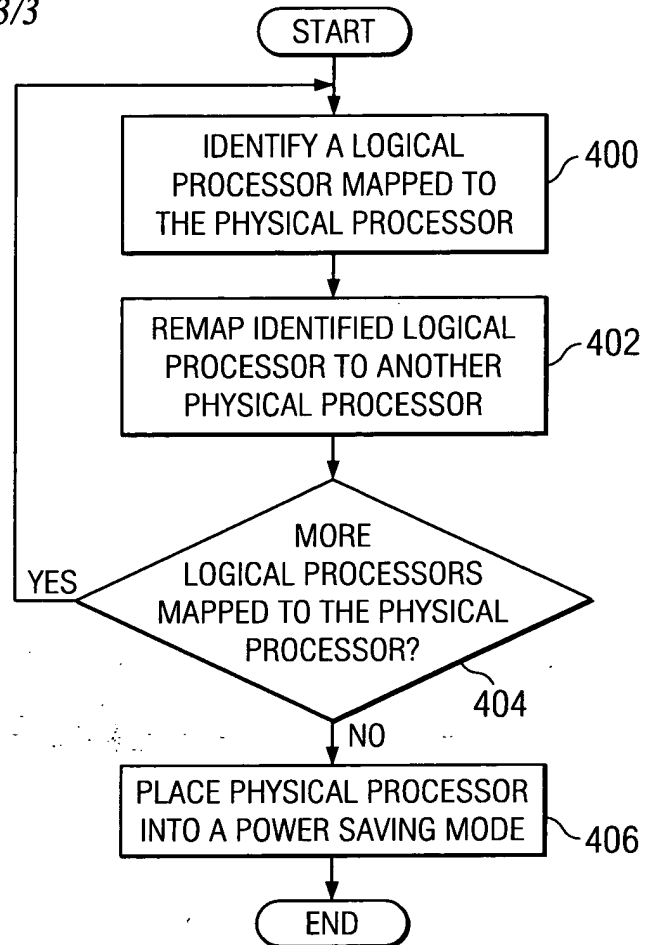 3/3
START
IDENTIFY A LOGICAL
PROCESSOR MAPPED TO
THE PHYSICAL PROCESSOR
400
REMAP IDENTIFIED LOGICAL
PROCESSOR TO ANOTHER
PHYSICAL PROCESSOR
402
MORE
LOGICAL PROCESSORS
MAPPED TO THE PHYSICAL
PROCESSOR?
YES
404
NO
PLACE PHYSICAL PROCESSOR
INTO A POWER SAVING MODE
406
END